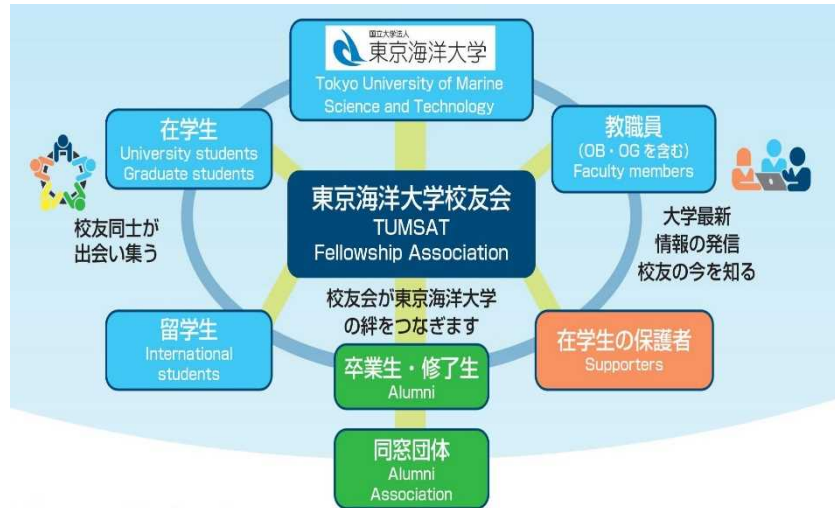 国立大学法人
東京海洋大学
Tokyo University of Marine
Science and Technology
在学生
University students
Graduate students
教職員
(OB・OGを含む)
Faculty members
校友同士が
出会い集う
東京海洋大学校友会
TUMSAT
Fellowship Association
大学最新
情報の発信
校友の今を知る
校友会が東京海洋大学
の絆をつなぎます
留学生
International
students
卒業生・修了生
Alumni
在学生の保護者
Supporters
同窓団体
Alumni
Association